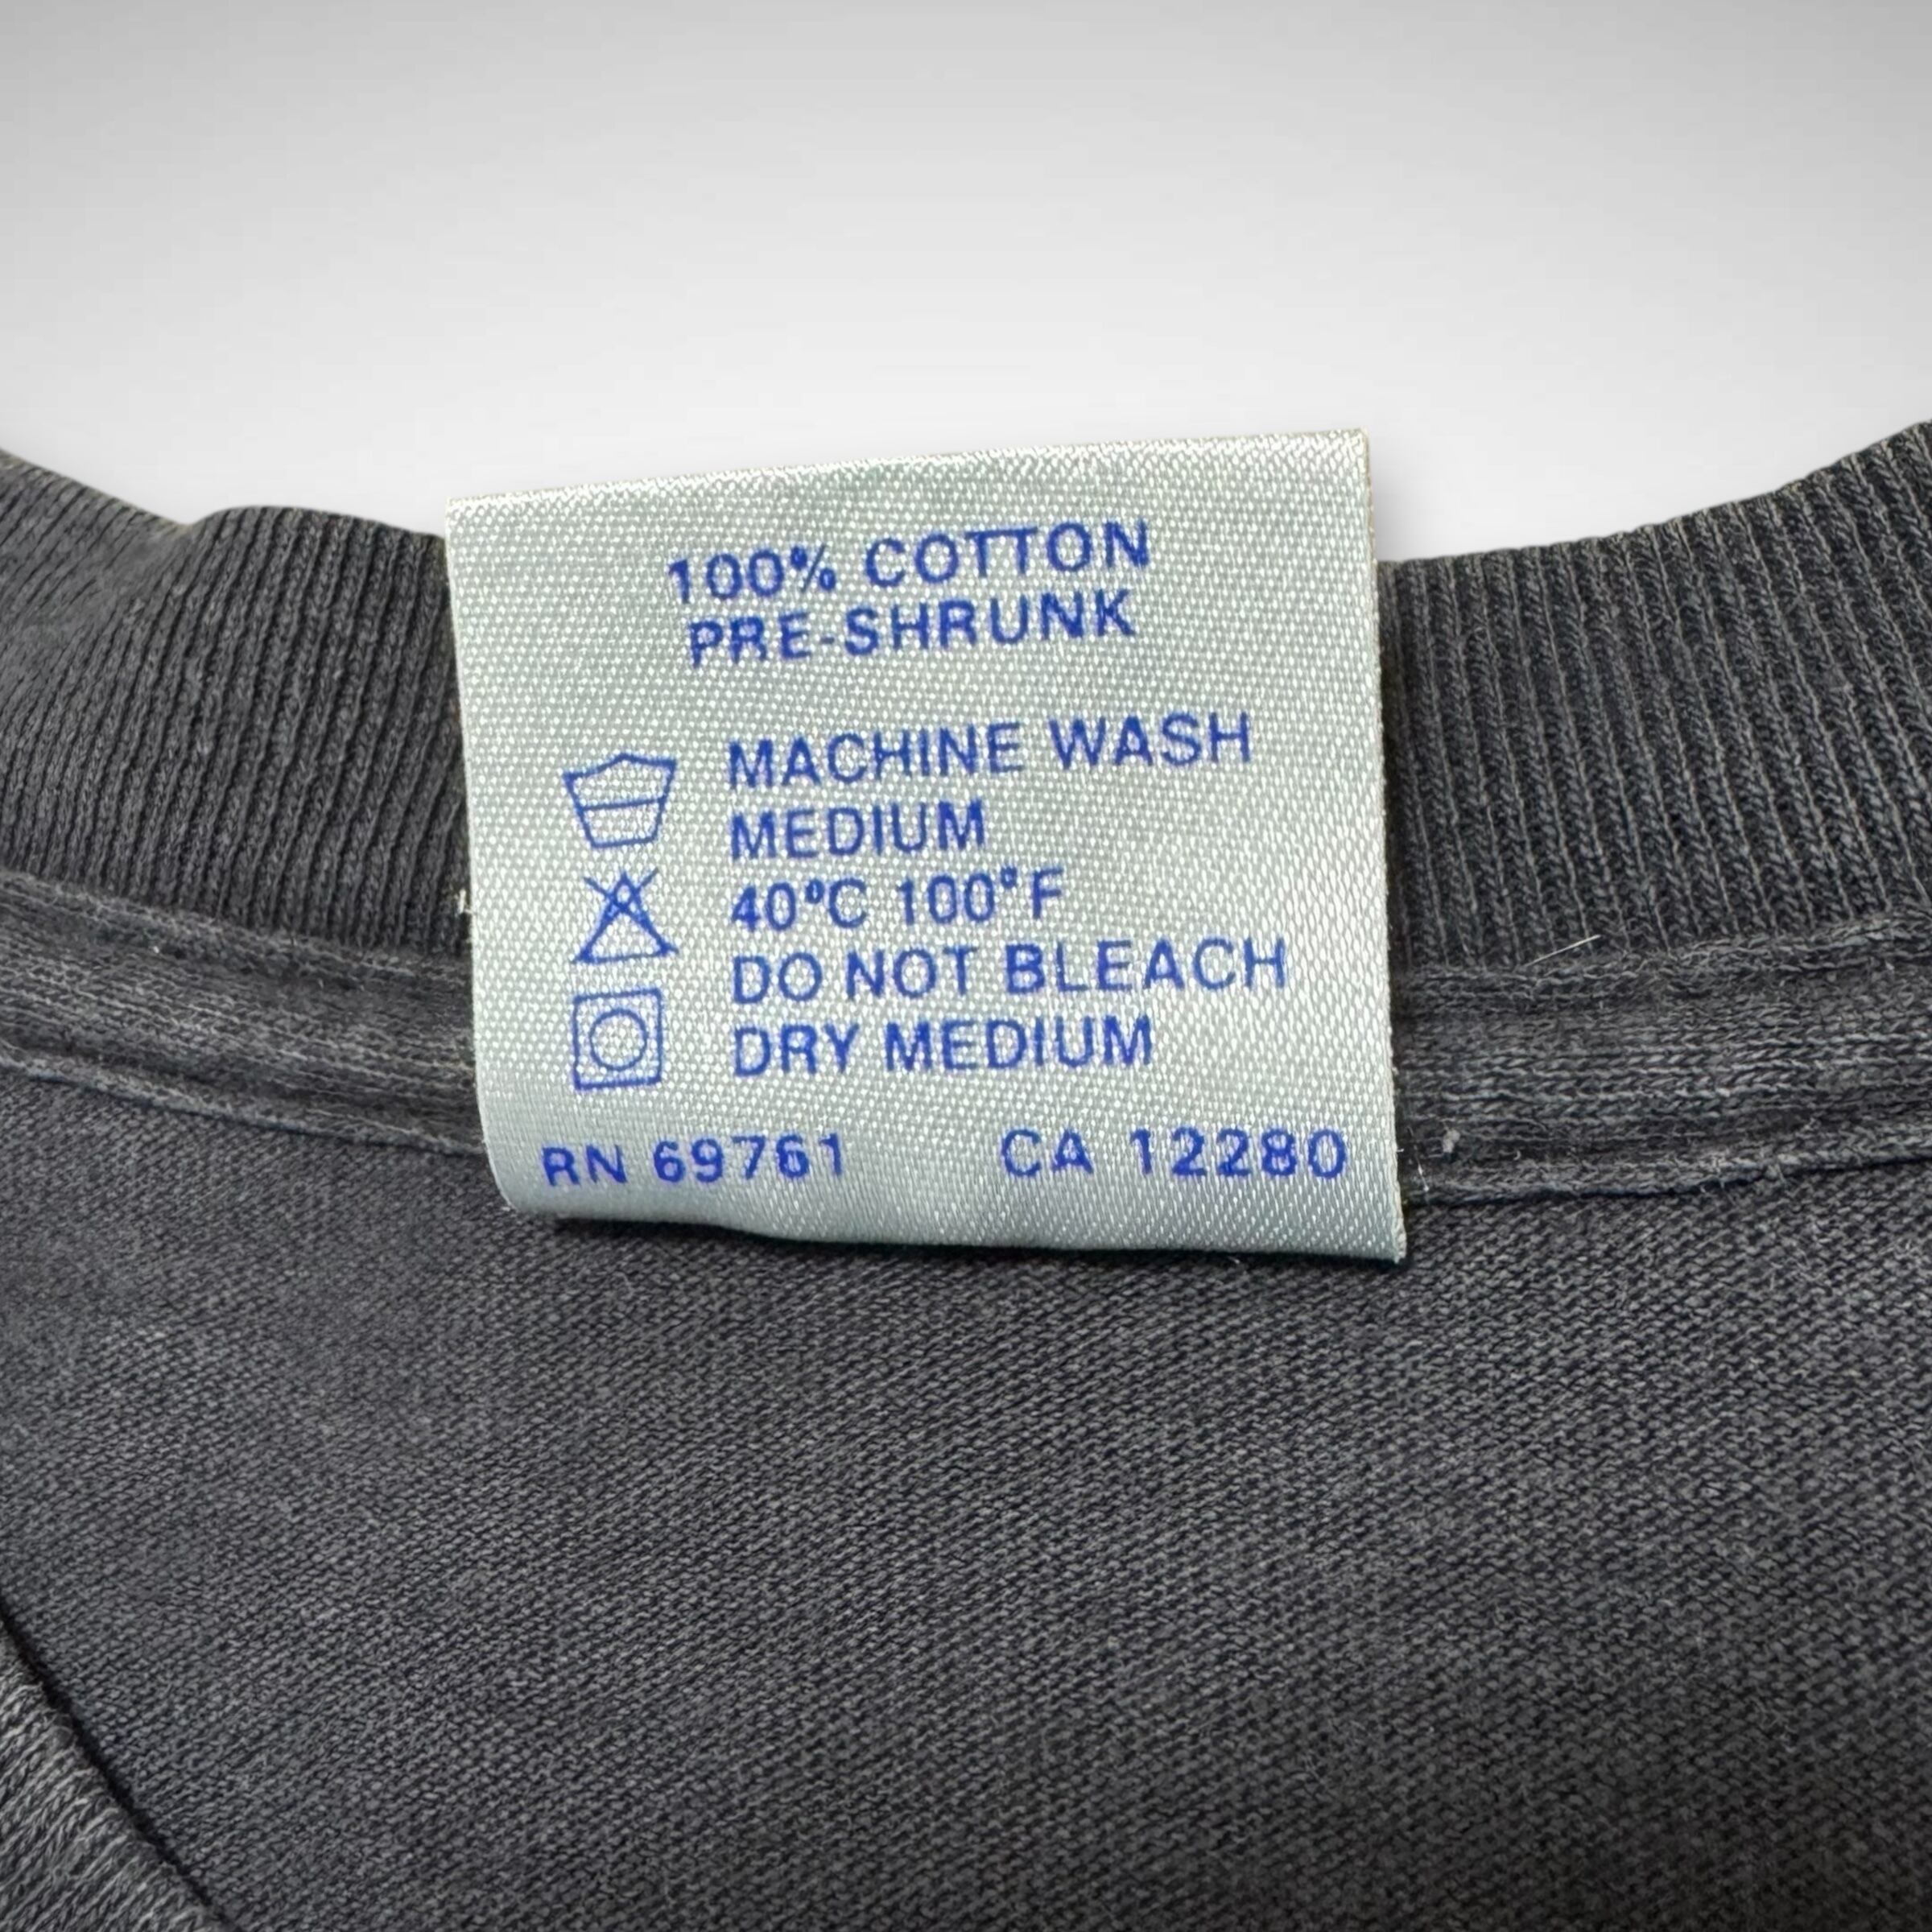 100% COTTON
PRE-SHRUNK
MACHINE WASH
MEDIUM
40°C 100°F
DO NOT BLEACH
DRY MEDIUM
RN 69761 CA 12280